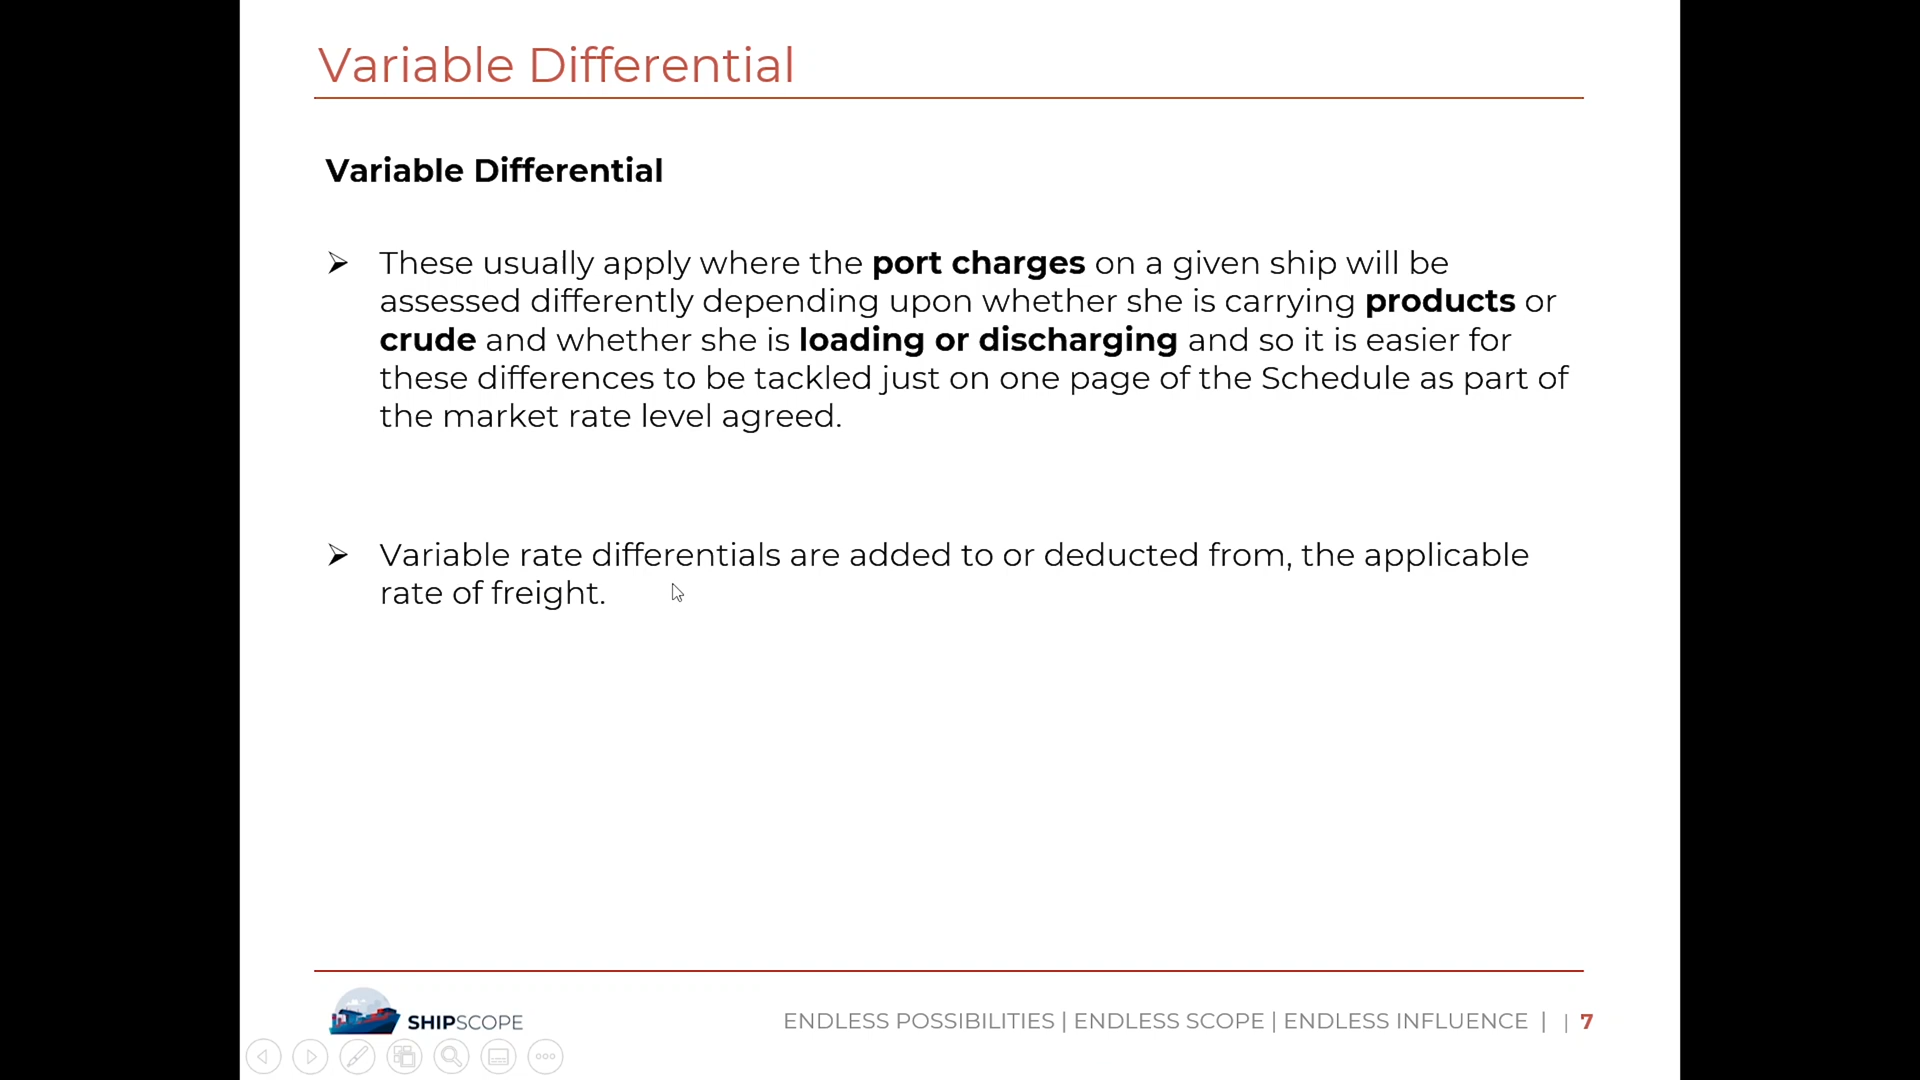 Variable Differential
Variable Differential
➢ These usually apply where the port charges on a given ship will be
assessed differently depending upon whether she is carrying products or
crude and whether she is loading or discharging and so it is easier for
these differences to be tackled just on one page of the Schedule as part of
the market rate level agreed.
➢ Variable rate differentials are added to or deducted from, the applicable
rate of freight.
SHIPSCOPE
ENDLESS POSSIBILITIES | ENDLESS SCOPE | ENDLESS INFLUENCE | | 7